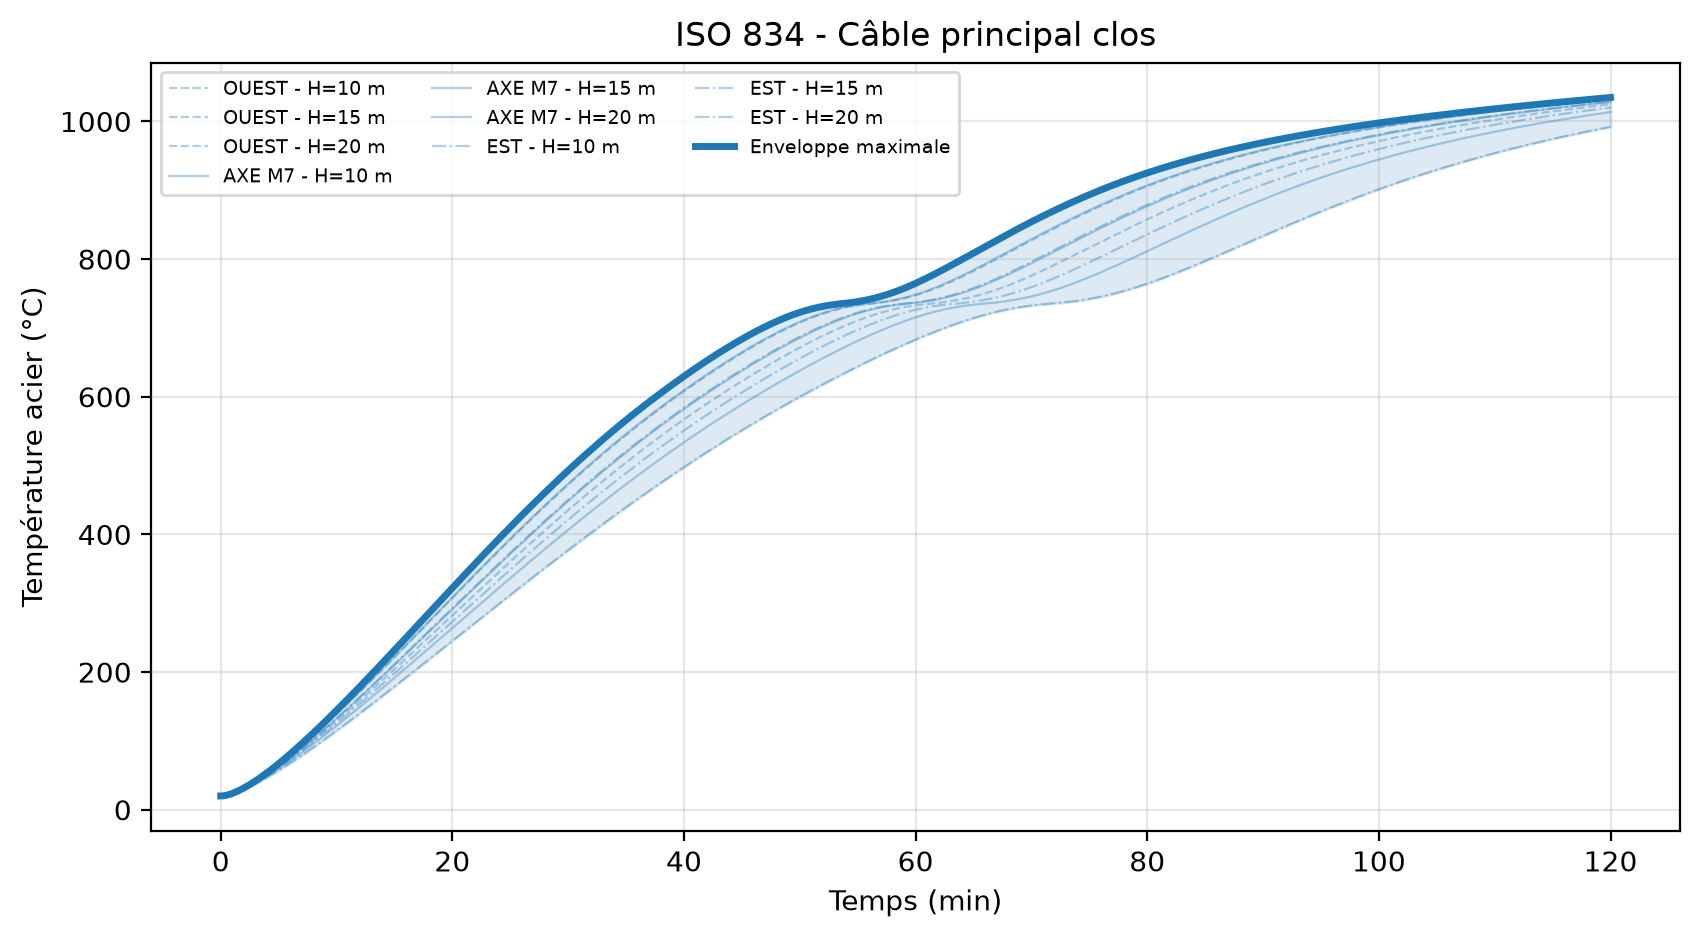 ISO 834 - Câble principal clos
OUEST - H=10 m
OUEST - H=15 m
OUEST - H=20 m
AXE M7 - H=10 m
AXE M7 - H=15 m
AXE M7 - H=20 m
EST - H=10 m
EST - H=15 m
EST - H=20 m
Enveloppe maximale
Température acier (°C)
1000
800
600
400
200
0
0 20 40 60 80 100 120
Temps (min)